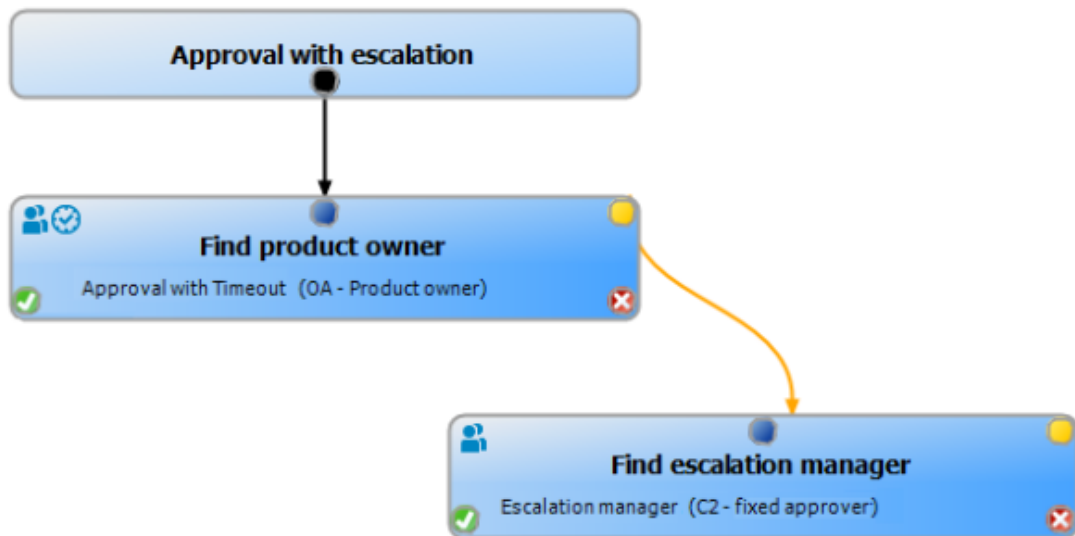 Approval with escalation
Find product owner
Approval with Timeout (OA - Product owner)
Find escalation manager
Escalation manager (C2 - fixed approver)